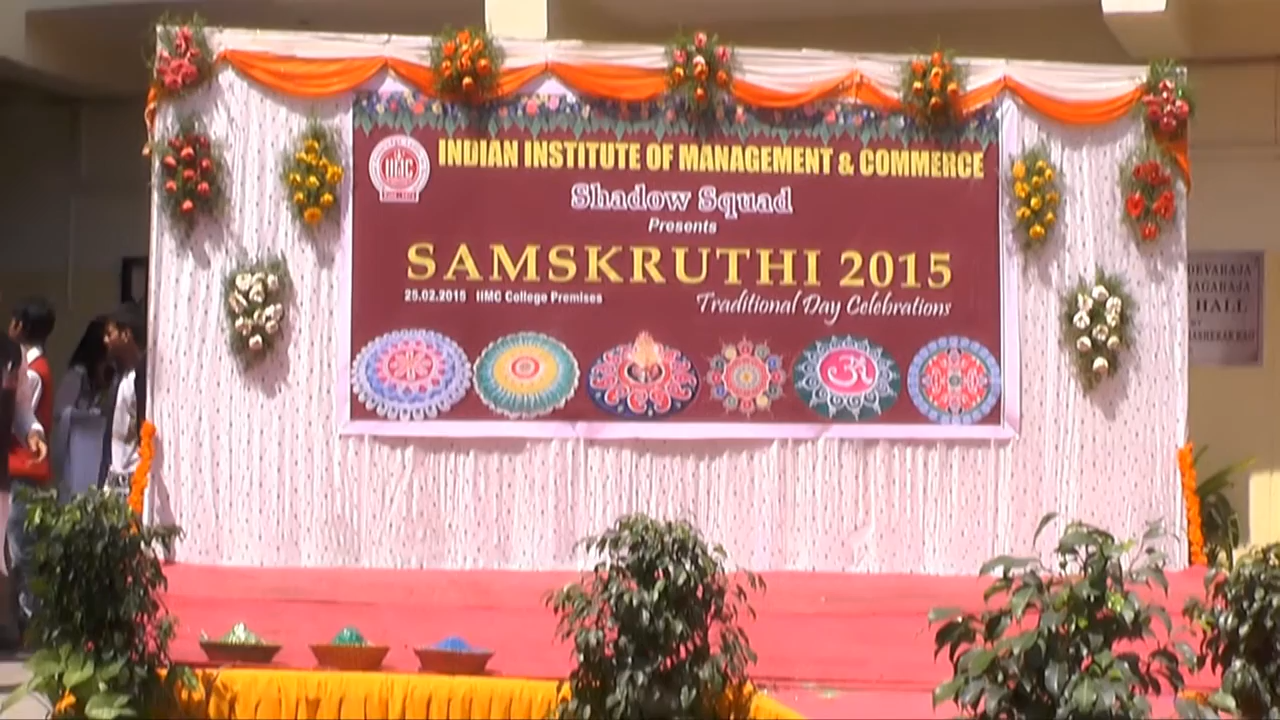 IIMC
INDIAN INSTITUTE OF MANAGEMENT & COMMERCE
Shadow Squad
Presents
SAMSKRUTHI 2015
25.02.2015 IIMC College Premises
Traditional Day Celebrations
ॐ
DEVARAJA
HALL
BY